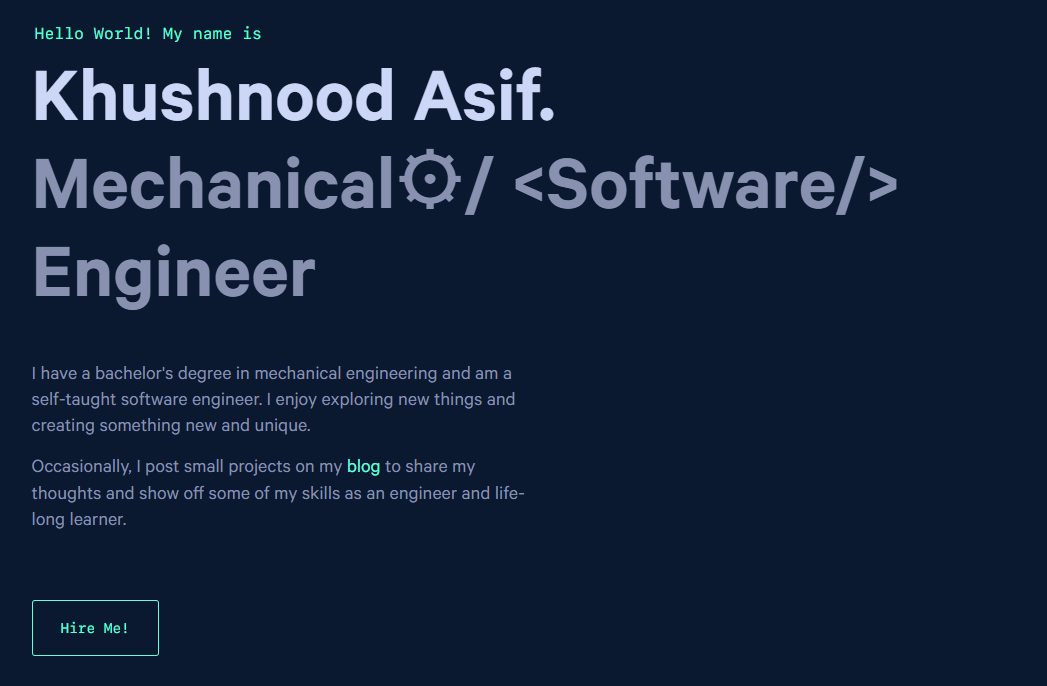 Hello World! My name is
Khushnood Asif.
Mechanical⚙/ <Software/>
Engineer
I have a bachelor's degree in mechanical engineering and am a
self-taught software engineer. I enjoy exploring new things and
creating something new and unique.
Occasionally, I post small projects on my blog to share my
thoughts and show off some of my skills as an engineer and life-
long learner.
Hire Me!